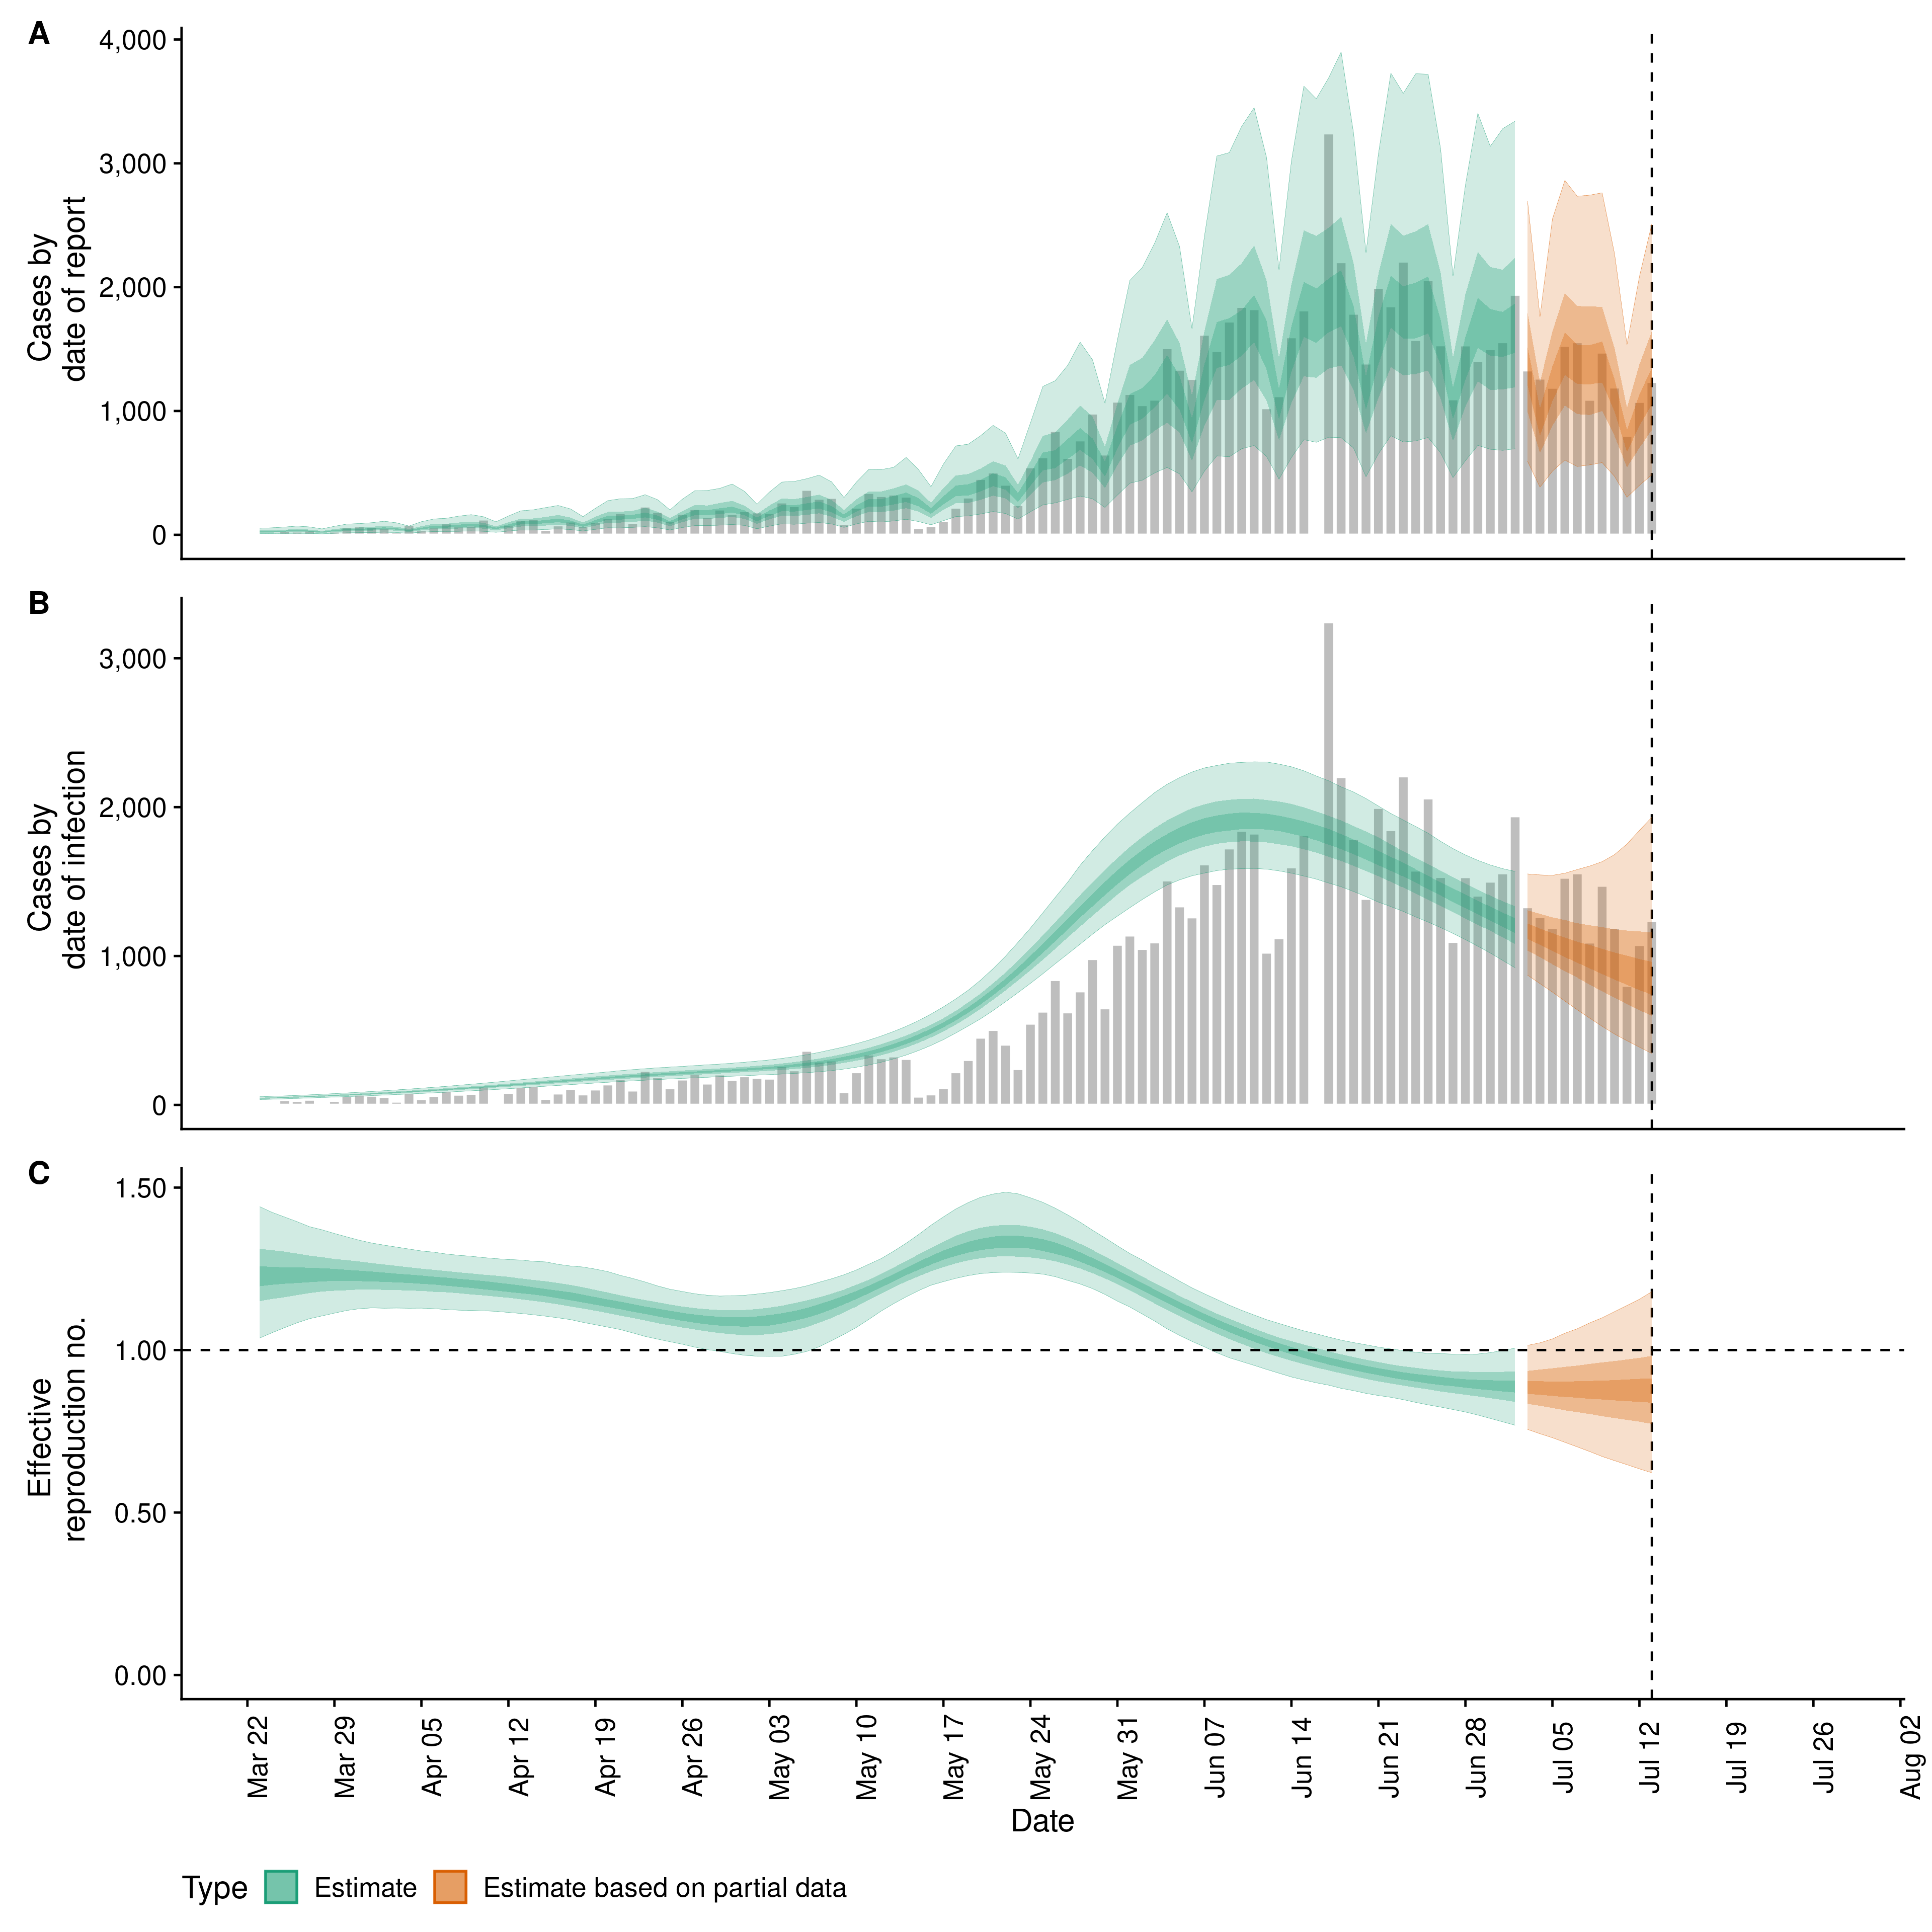 A
4,000
3,000
2,000
1,000
0
Cases by
date of report
B
3,000
2,000
1,000
0
Cases by
date of infection
C
1.50
1.00
0.50
0.00
Effective
reproduction no.
Mar 22
Mar 29
Apr 05
Apr 12
Apr 19
Apr 26
May 03
May 10
May 17
May 24
May 31
Jun 07
Jun 14
Jun 21
Jun 28
Jul 05
Jul 12
Jul 19
Jul 26
Aug 02
Date
Type Estimate Estimate based on partial data